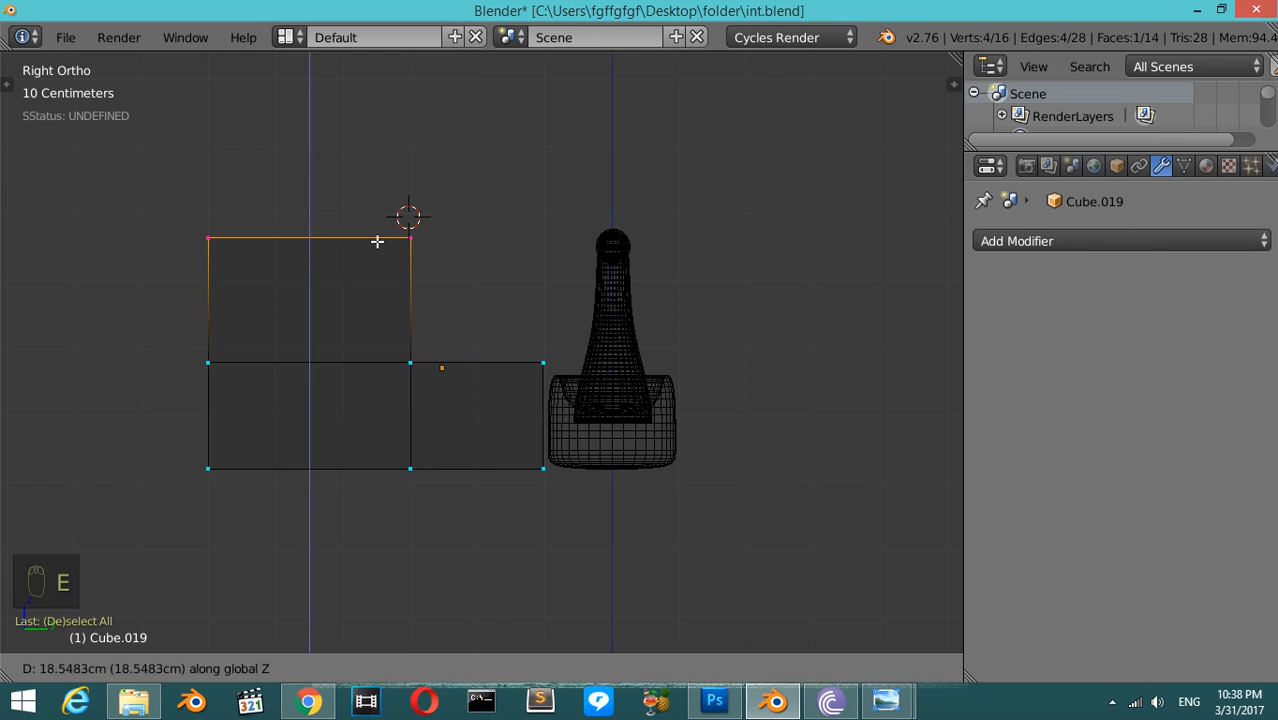 Blender* [C:\Users\fgffgfgf\Desktop\folder\int.blend]
File Render Window Help Default Scene Cycles Render v2.76 | Verts:4/16 | Edges:4/28 | Faces:1/14 | Tris:28 | Mem:94.4
Right Ortho
10 Centimeters
SStatus: UNDEFINED
View Search All Scenes
Scene
RenderLayers
Cube.019
Add Modifier
E
Last: (De)select All
(1) Cube.019
D: 18.5483cm (18.5483cm) along global Z
321
Ps
ENG
10:38 PM
3/31/2017